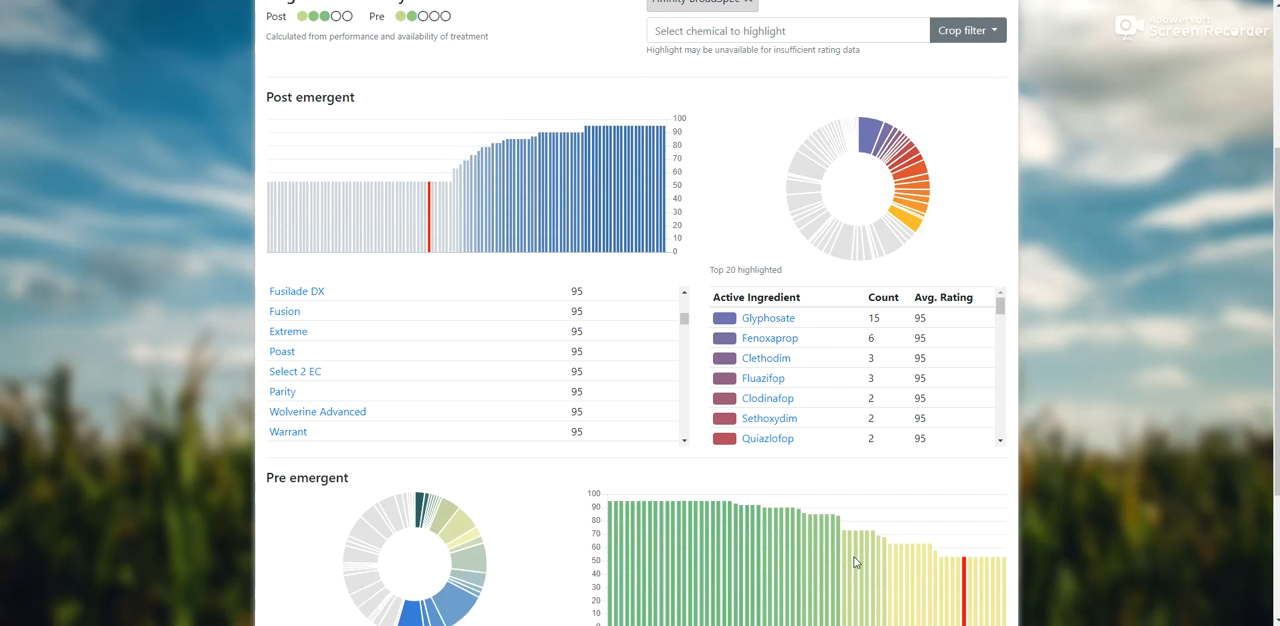 Post
Pre
Calculated from performance and availability of treatment
Select chemical to highlight
Crop filter
Highlight may be unavailable for insufficient rating data
Apowersoft
Screen Recorder
Post emergent
100
90
80
70
60
50
40
30
20
10
0
Top 20 highlighted
Fusilade DX 95
Fusion 95
Extreme 95
Poast 95
Select 2 EC 95
Parity 95
Wolverine Advanced 95
Warrant 95
Active Ingredient Count Avg. Rating
Glyphosate 15 95
Fenoxaprop 6 95
Clethodim 3 95
Fluazifop 3 95
Clodinafop 2 95
Sethoxydim 2 95
Quiazlofop 2 95
Pre emergent
100
90
80
70
60
50
40
30
20
10